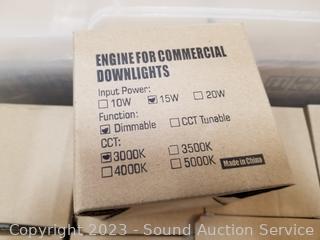 ENGINE FOR COMMERCIAL
DOWNLIGHTS
Input Power:
10W 15W 20W
Function:
Dimmable CCT Tunable
CCT:
3000K 3500K
4000K 5000K
Made in China
Copyright 2023 - Sound Auction Service